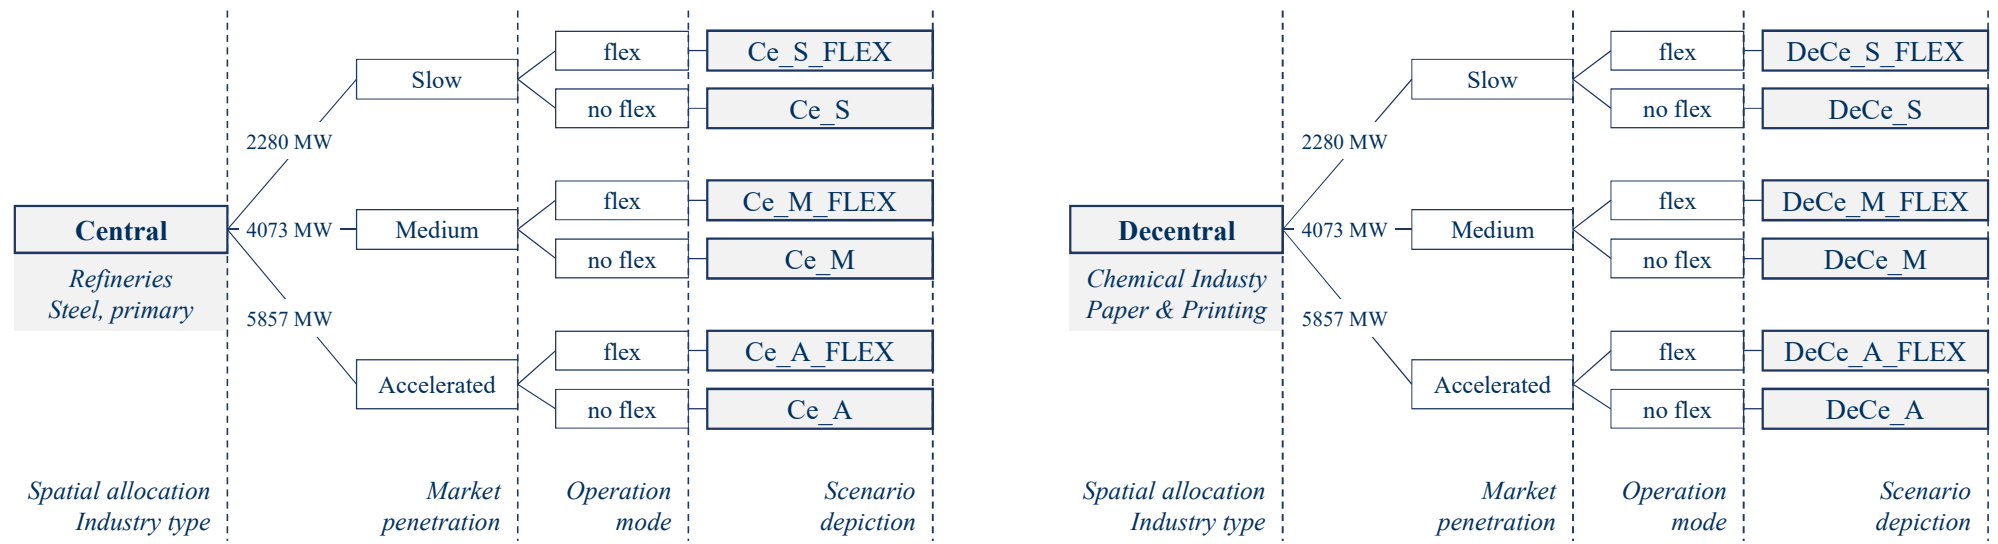 Central
Refineries
Steel, primary
2280 MW
4073 MW
5857 MW
Slow
Medium
Accelerated
flex
no flex
flex
no flex
flex
no flex
Ce_S_FLEX
Ce_S
Ce_M_FLEX
Ce_M
Ce_A_FLEX
Ce_A
Spatial allocation
Industry type
Market
penetration
Operation
mode
Scenario
depiction
Decentral
Chemical Industy
Paper & Printing
2280 MW
4073 MW
5857 MW
Slow
Medium
Accelerated
flex
no flex
flex
no flex
flex
no flex
DeCe_S_FLEX
DeCe_S
DeCe_M_FLEX
DeCe_M
DeCe_A_FLEX
DeCe_A
Spatial allocation
Industry type
Market
penetration
Operation
mode
Scenario
depiction